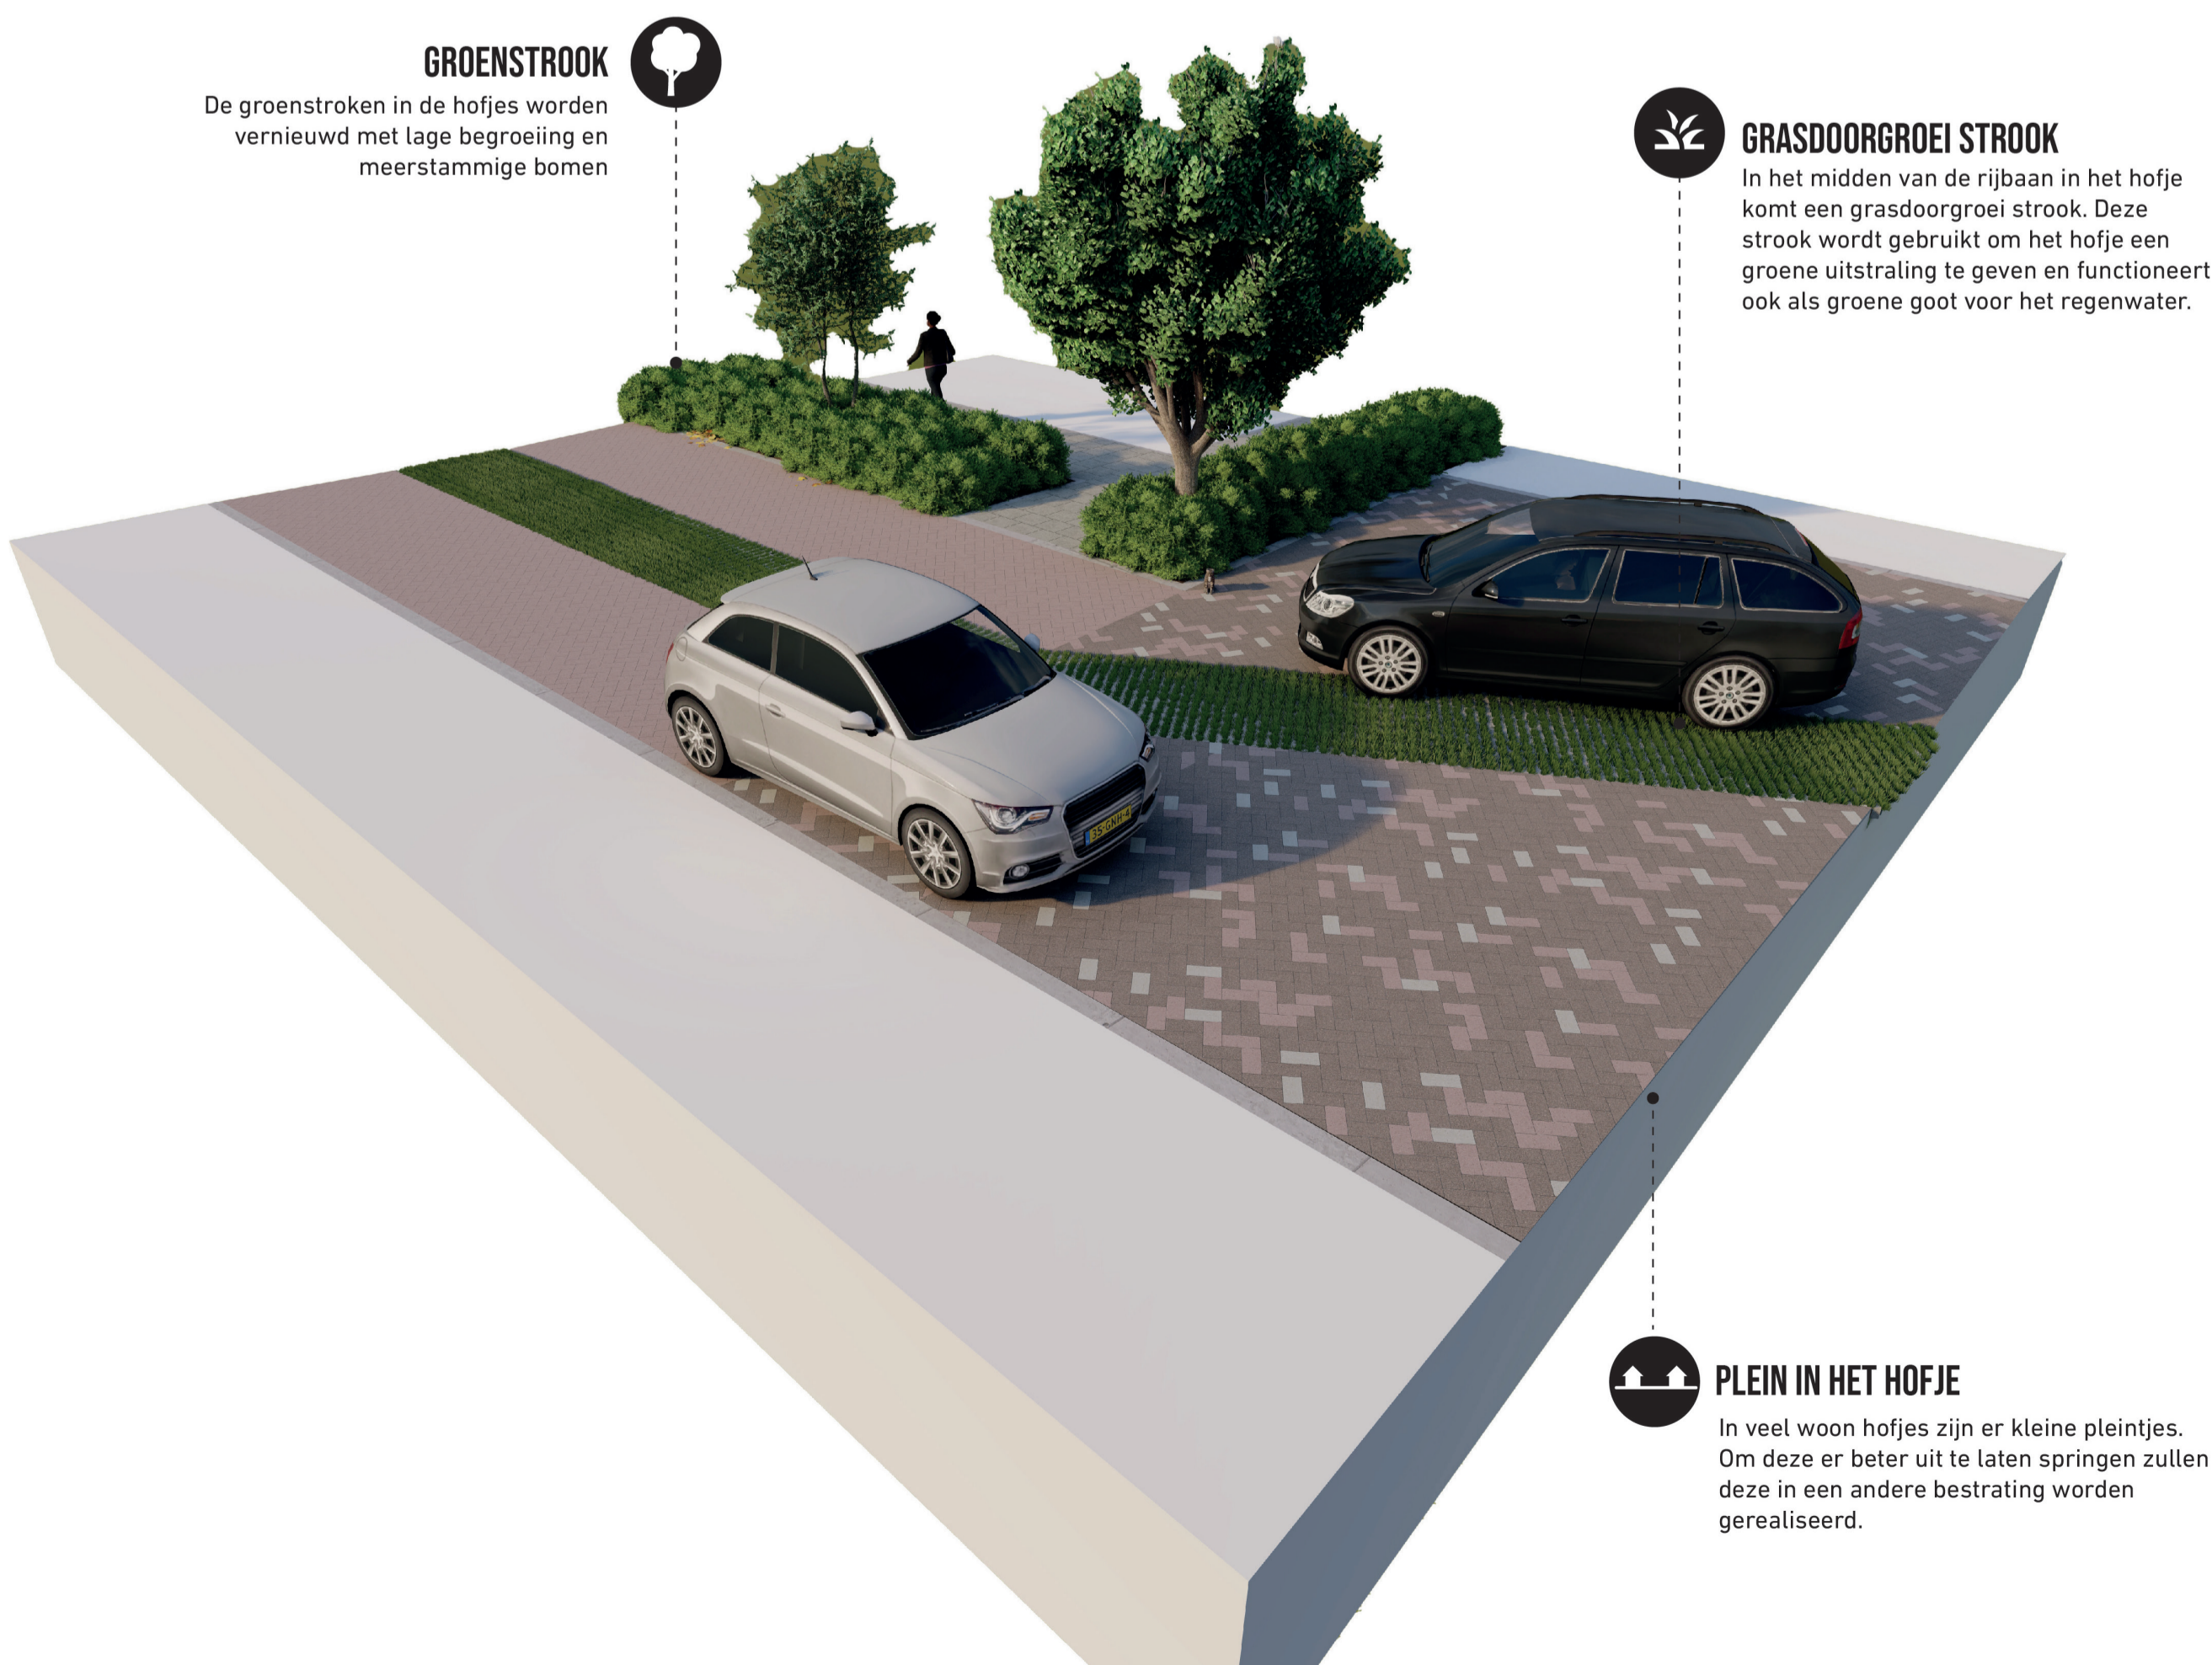 GROENSTROOK
De groenstroken in de hofjes worden
vernieuwd met lage begroeiing en
meerstammige bomen
GRASDOORGROEI STROOK
In het midden van de rijbaan in het hofje
komt een grasdoorgroei strook. Deze
strook wordt gebruikt om het hofje een
groene uitstraling te geven en functioneert
ook als groene goot voor het regenwater.
35-GNH-4
PLEIN IN HET HOFJE
In veel woon hofjes zijn er kleine pleintjes.
Om deze er beter uit te laten springen zullen
deze in een andere bestrating worden
gerealiseerd.